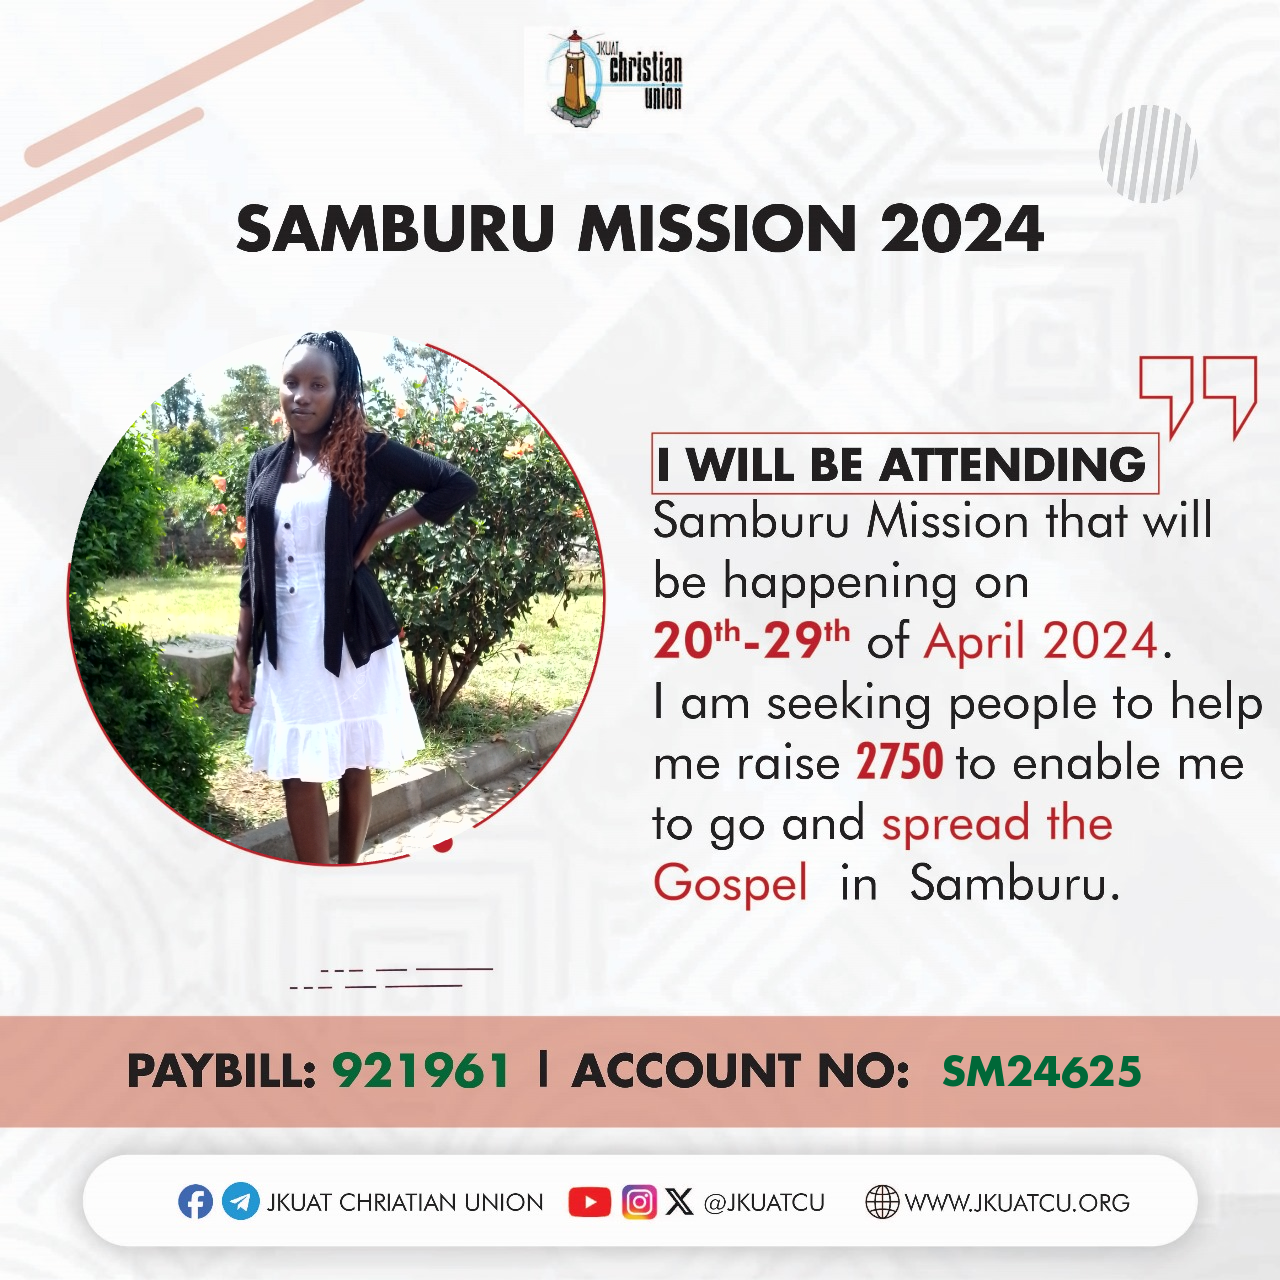 JKUAT
christian
union
SAMBURU MISSION 2024
I WILL BE ATTENDING
Samburu Mission that will
be happening on
20th-29th of April 2024.
I am seeking people to help
me raise 2750 to enable me
to go and spread the
Gospel in Samburu.
PAYBILL: 921961 | ACCOUNT NO: SM24625
JKUAT CHRIATIAN UNION @JKUATCU WWW.JKUATCU.ORG